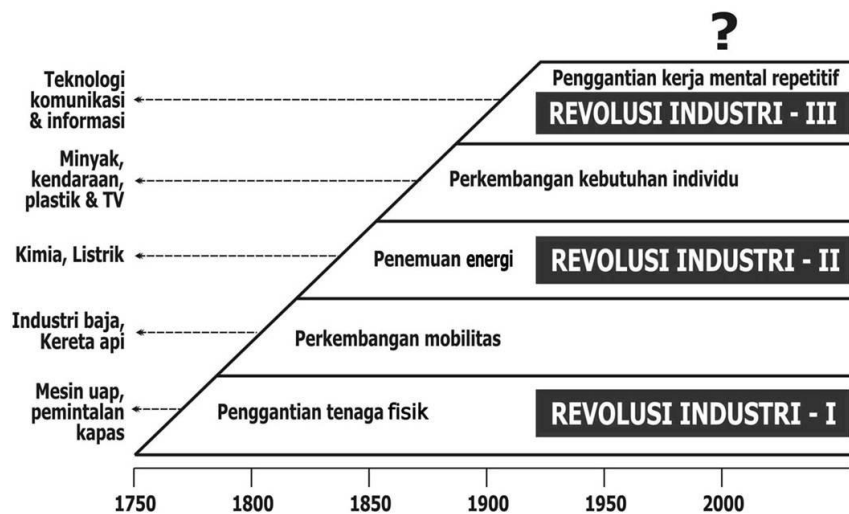 ?
Teknologi
komunikasi
& informasi
Penggantian kerja mental repetitif
REVOLUSI INDUSTRI - III
Minyak,
kendaraan,
plastik & TV
Perkembangan kebutuhan individu
Kimia, Listrik
Penemuan energi
REVOLUSI INDUSTRI - II
Industri baja,
Kereta api
Perkembangan mobilitas
Mesin uap,
pemintalan
kapas
Penggantian tenaga fisik
REVOLUSI INDUSTRI - I
1750 1800 1850 1900 1950 2000